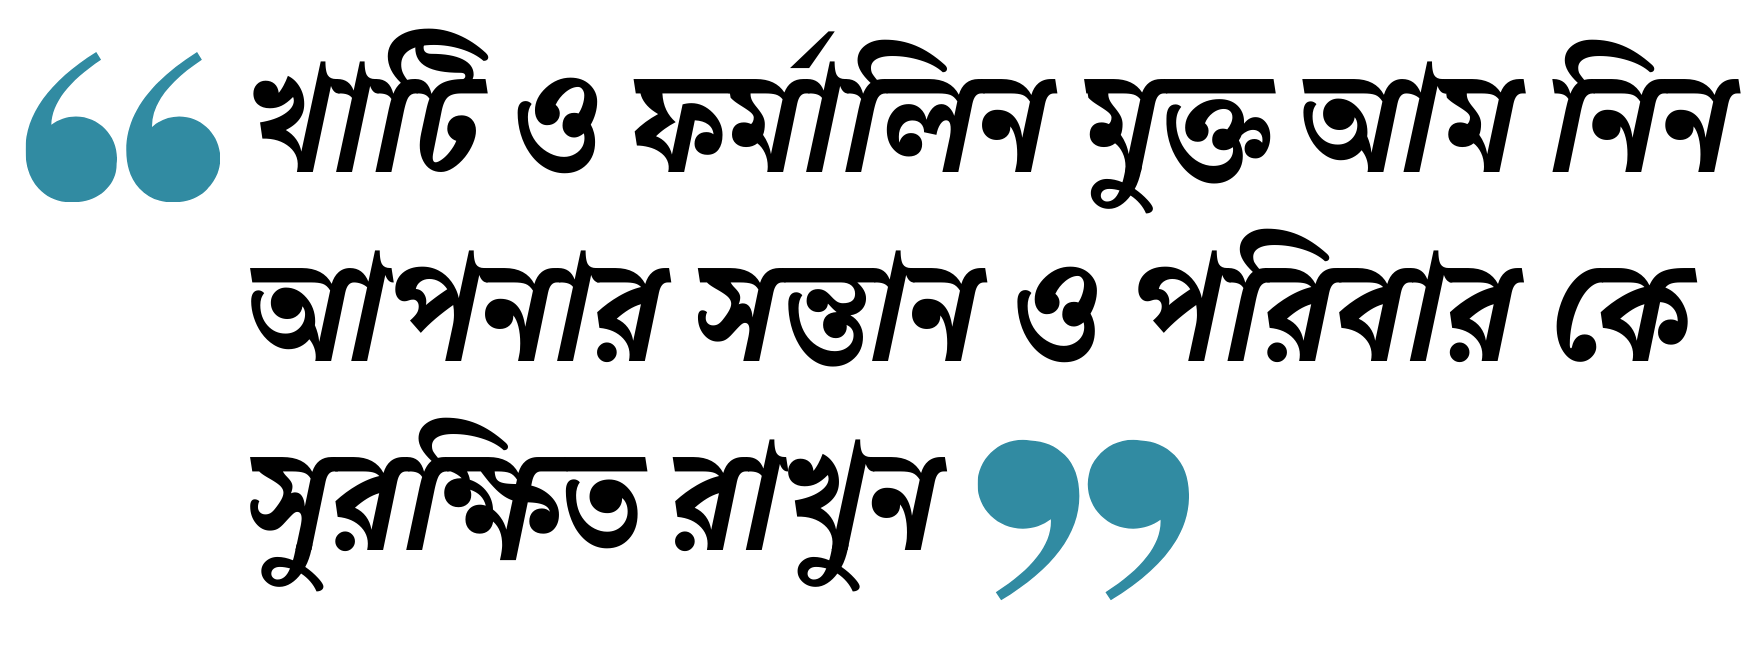 “খাটি ও ফর্মালিন মুক্ত আম নিন
আপনার সন্তান ও পরিবার কে
সুরক্ষিত রাখুন”